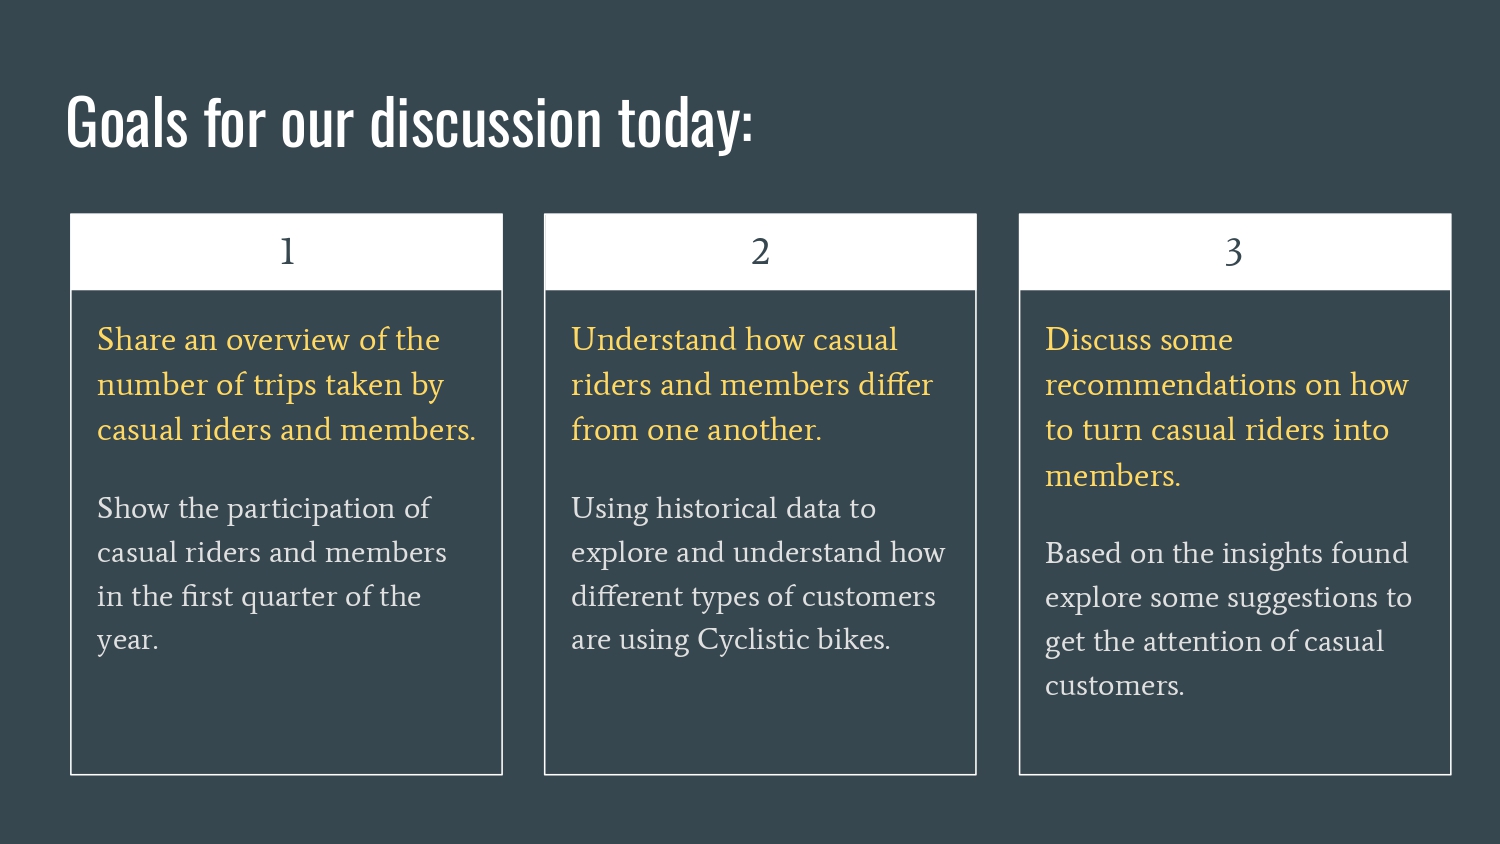 Goals for our discussion today:
1
Share an overview of the
number of trips taken by
casual riders and members.
Show the participation of
casual riders and members
in the first quarter of the
year.
2
Understand how casual
riders and members differ
from one another.
Using historical data to
explore and understand how
different types of customers
are using Cyclistic bikes.
3
Discuss some
recommendations on how
to turn casual riders into
members.
Based on the insights found
explore some suggestions to
get the attention of casual
customers.